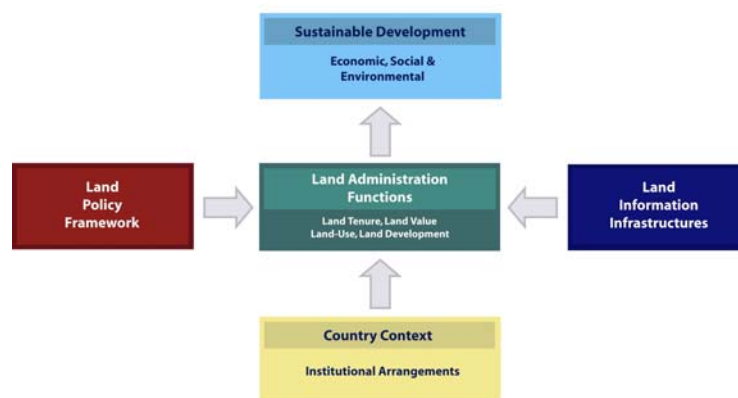 Sustainable Development
Economic, Social &
Environmental
Land
Policy
Framework
Land Administration
Functions
Land Tenure, Land Value
Land-Use, Land Development
Land
Information
Infrastructures
Country Context
Institutional Arrangements